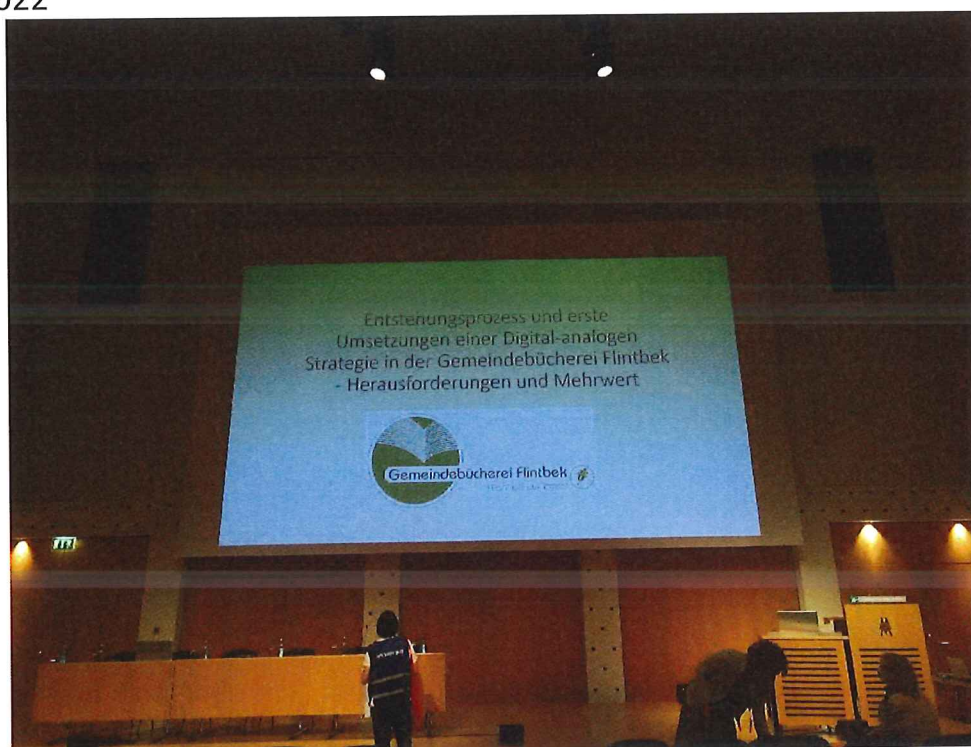 022
Entstehungsprozess und erste
Umsetzungen einer Digital-analogen
Strategie in der Gemeindebücherei Flintbek
- Herausforderungen und Mehrwert
Gemeindebücherei Flintbek